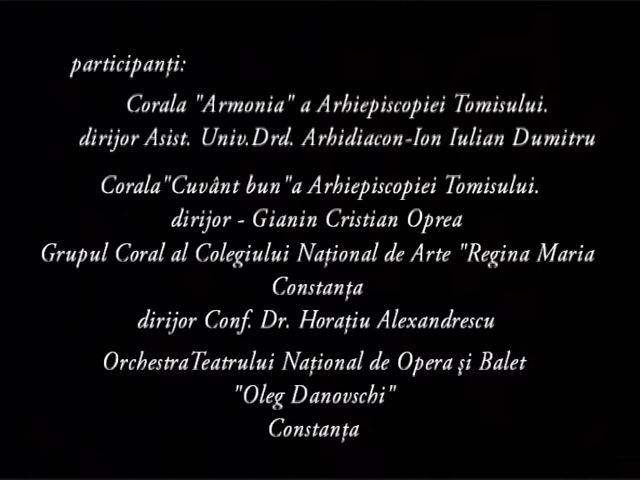 participanți:
Corala "Armonia" a Arhiepiscopiei Tomisului.
dirijor Asist. Univ.Drd. Arhidiacon-Ion Iulian Dumitru
Corala"Cuvânt bun"a Arhiepiscopiei Tomisului.
dirijor - Gianin Cristian Oprea
Grupul Coral al Colegiului Național de Arte "Regina Maria
Constanța
dirijor Conf. Dr. Horațiu Alexandrescu
OrchestraTeatrului Național de Opera şi Balet
"Oleg Danovschi"
Constanța